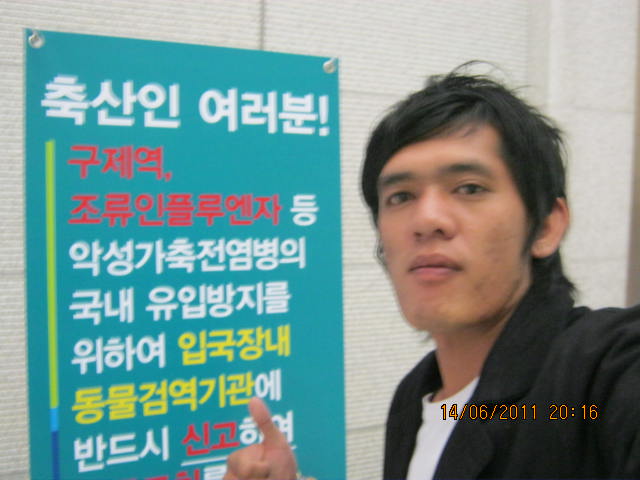 축산인 여러분!
구제역,
조류인플루엔자 등
악성가축전염병의
국내 유입방지를
위하여 입국장내
동물검역기관에
반드시 신고하여
14/06/2011 20:16